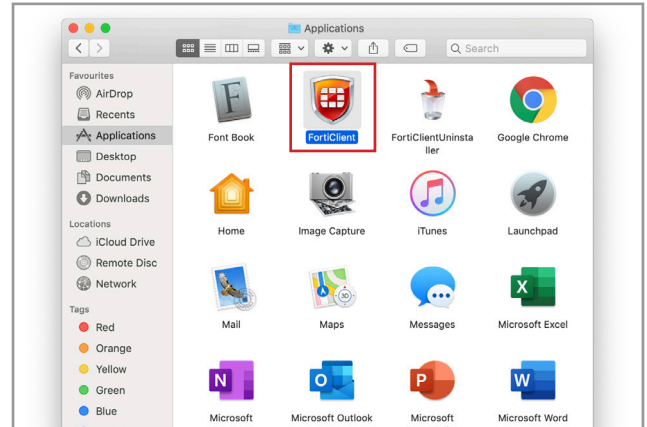 Applications
Search
Favourites
AirDrop
Recents
Applications
Desktop
Documents
Downloads
Locations
iCloud Drive
Remote Disc
Network
Tags
Red
Orange
Yellow
Green
Blue
Font Book
FortiClient
FortiClientUninsta
ller
Google Chrome
Home
Image Capture
iTunes
Launchpad
Mail
Maps
3D
Messages
Microsoft Excel
F
X
N
O
P
W
Microsoft
Microsoft Outlook
Microsoft
Microsoft Word